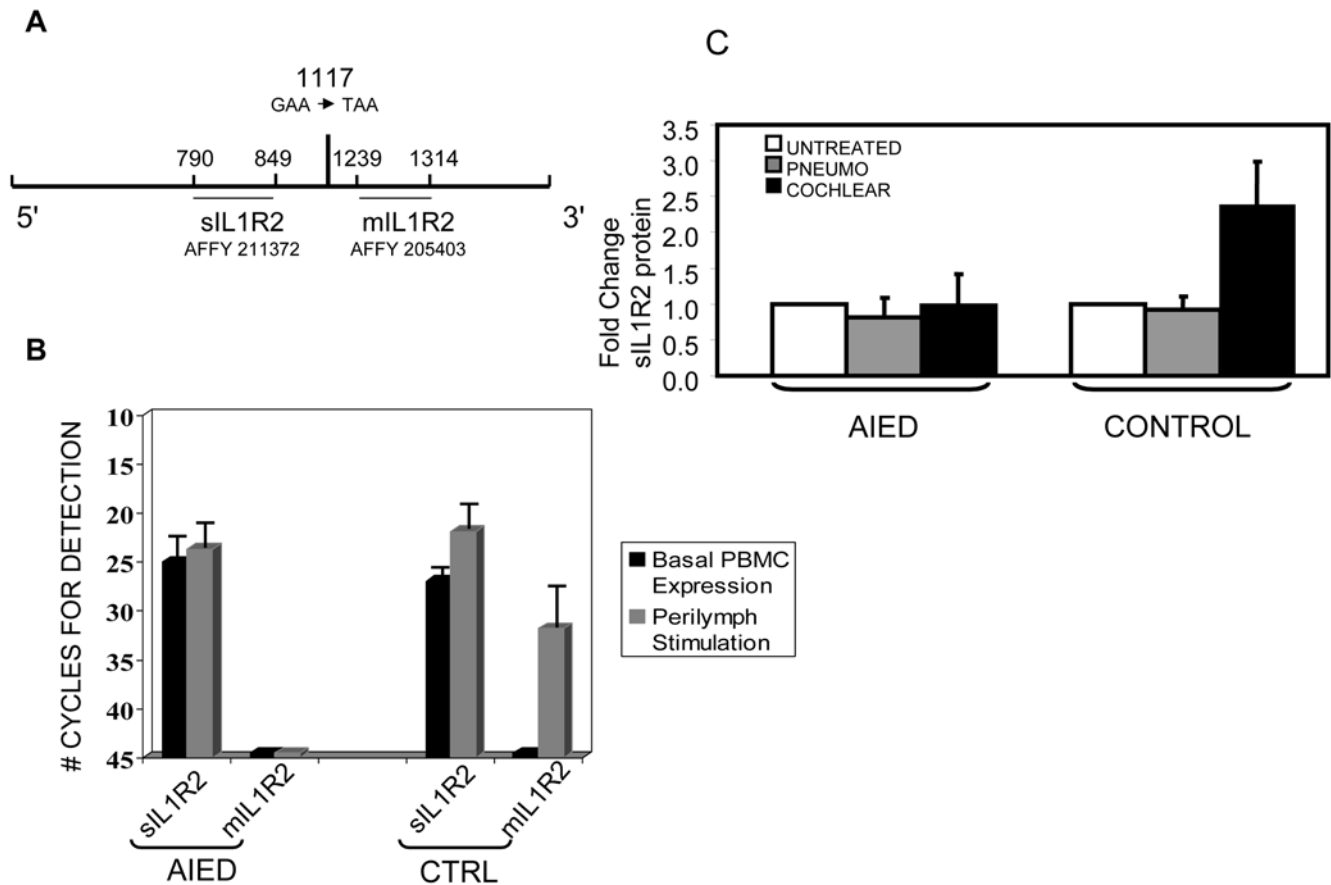 A
1117
GAA → TAA
790 849 1239 1314
5' 3'
sIL1R2 mIL1R2
AFFY 211372 AFFY 205403
B
# CYCLES FOR DETECTION
10
15
20
25
30
35
40
45
sIL1R2 mIL1R2 sIL1R2 mIL1R2
AIED CTRL
Basal PBMC
Expression
Perilymph
Stimulation
C
Fold Change
sIL1R2 protein
3.5
3.0
2.5
2.0
1.5
1.0
0.5
0.0
UNTREATED
PNEUMO
COCHLEAR
AIED CONTROL